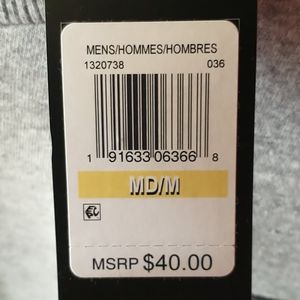 MENS/HOMMES/HOMBRES
1320738 036
1 91633 06366 8
MD/M
MSRP $40.00